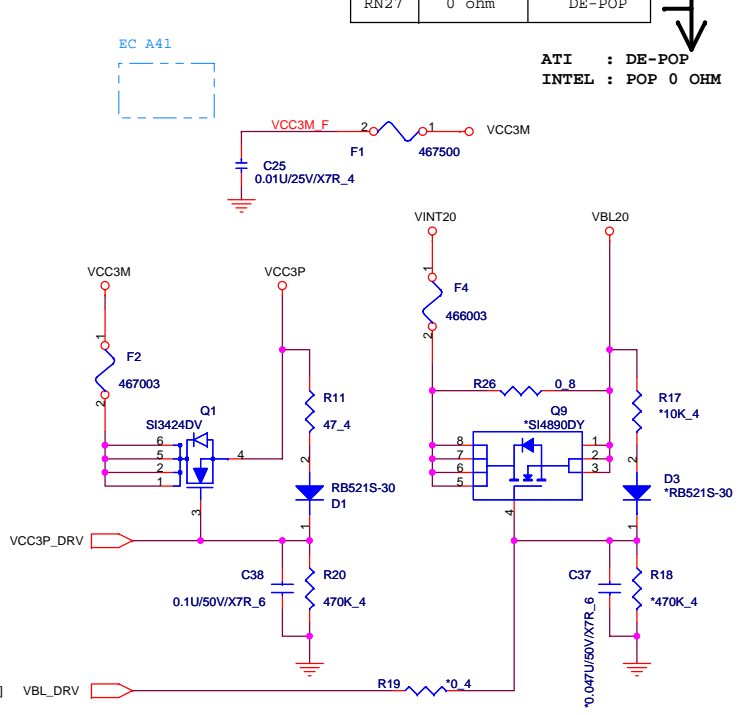 RN27 0 ohm DE-POP
EC A41
ATI : DE-POP
INTEL : POP 0 OHM
VCC3M_F 2 1 VCC3M
F1 467500
C25
0.01U/25V/X7R_4
VINT20 VBL20
VCC3M VCC3P
1
F4
466003
2
1
F2
467003
2
R26 0_8
R11
47_4
R17
*10K_4
Q1
SI3424DV
Q9
*SI4890DY
6
5
2
1
4
3
8
7
6
5
1
2
3
4
2
RB521S-30
D1
1
2
D3
*RB521S-30
1
VCC3P_DRV
C38
0.1U/50V/X7R_6
R20
470K_4
C37
*0.047U/50V/X7R_6
R18
*470K_4
] VBL_DRV
R19 *0_4